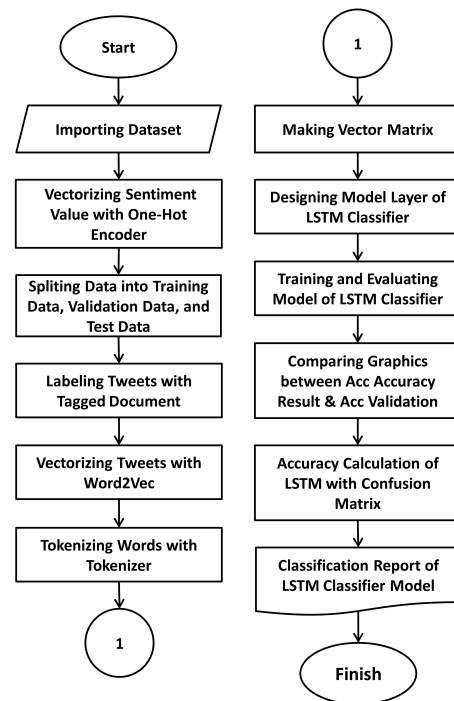 Start
Importing Dataset
Vectorizing Sentiment
Value with One-Hot
Encoder
Spliting Data into Training
Data, Validation Data, and
Test Data
Labeling Tweets with
Tagged Document
Vectorizing Tweets with
Word2Vec
Tokenizing Words with
Tokenizer
1
1
Making Vector Matrix
Designing Model Layer of
LSTM Classifier
Training and Evaluating
Model of LSTM Classifier
Comparing Graphics
between Acc Accuracy
Result & Acc Validation
Accuracy Calculation of
LSTM with Confusion
Matrix
Classification Report of
LSTM Classifier Model
Finish